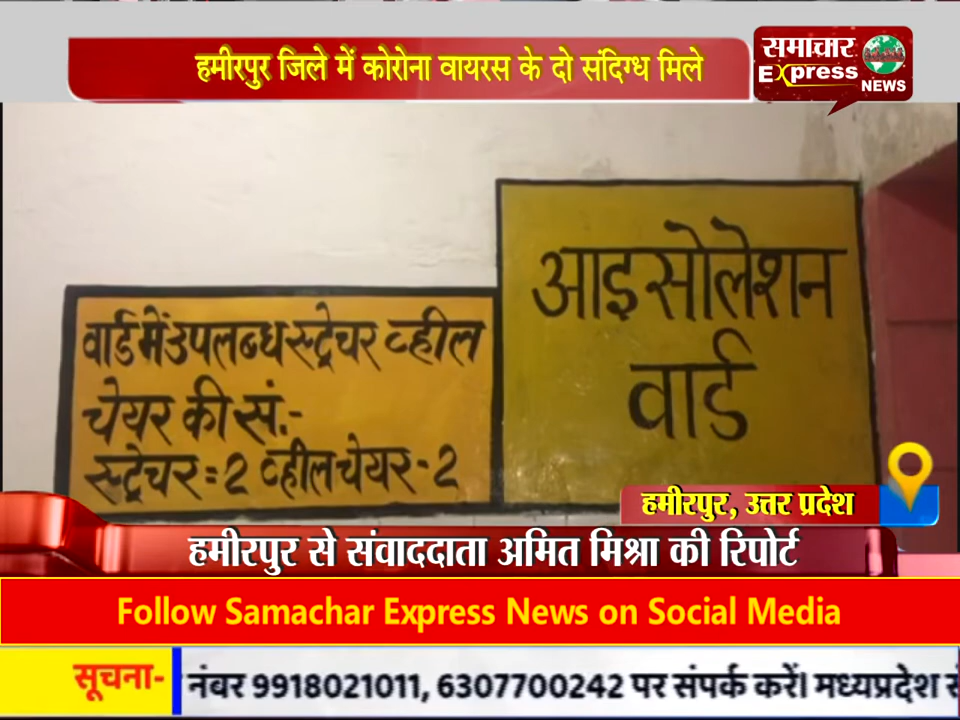 हमीरपुर जिले में कोरोना वायरस के दो संदिग्ध मिले
समाचार
Express
NEWS
आइसोलेशन
वार्ड
वार्ड में उपलब्ध स्ट्रेचर व्हील
चेयर की सं:-
स्ट्रेचर=2 व्हीलचेयर-2
हमीरपुर, उत्तर प्रदेश
हमीरपुर से संवाददाता अमित मिश्रा की रिपोर्ट
Follow Samachar Express News on Social Media
सूचना- नंबर 9918021011, 6307700242 पर संपर्क करें। मध्यप्रदेश